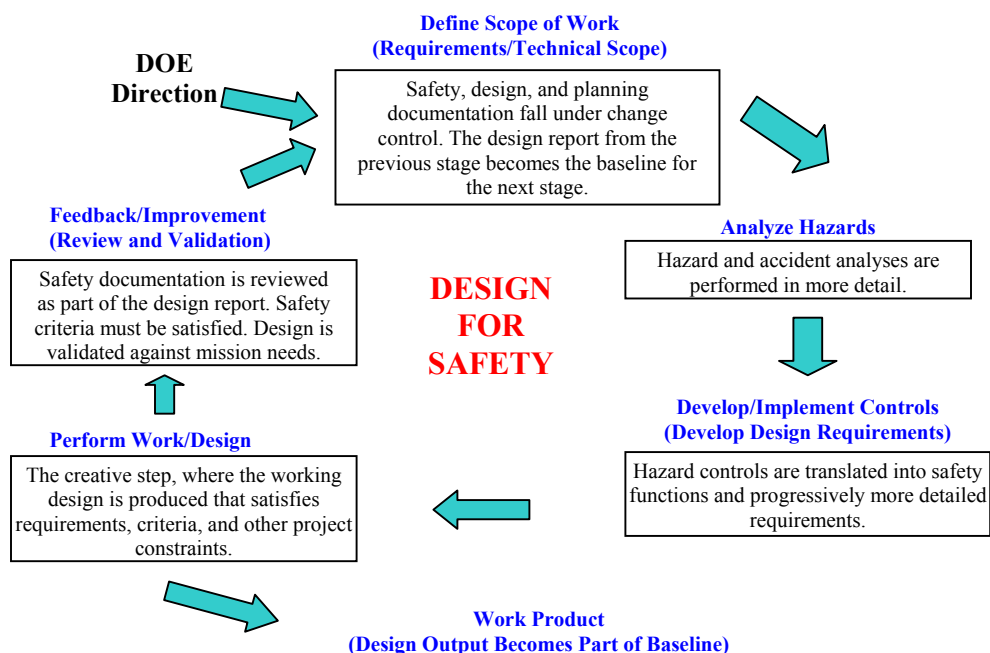 Define Scope of Work
(Requirements/Technical Scope)
DOE
Direction
Safety, design, and planning
documentation fall under change
control. The design report from the
previous stage becomes the baseline for
the next stage.
Feedback/Improvement
(Review and Validation)
Safety documentation is reviewed
as part of the design report. Safety
criteria must be satisfied. Design is
validated against mission needs.
DESIGN
FOR
SAFETY
Analyze Hazards
Hazard and accident analyses are
performed in more detail.
Develop/Implement Controls
(Develop Design Requirements)
Hazard controls are translated into safety
functions and progressively more detailed
requirements.
Perform Work/Design
The creative step, where the working
design is produced that satisfies
requirements, criteria, and other project
constraints.
Work Product
(Design Output Becomes Part of Baseline)